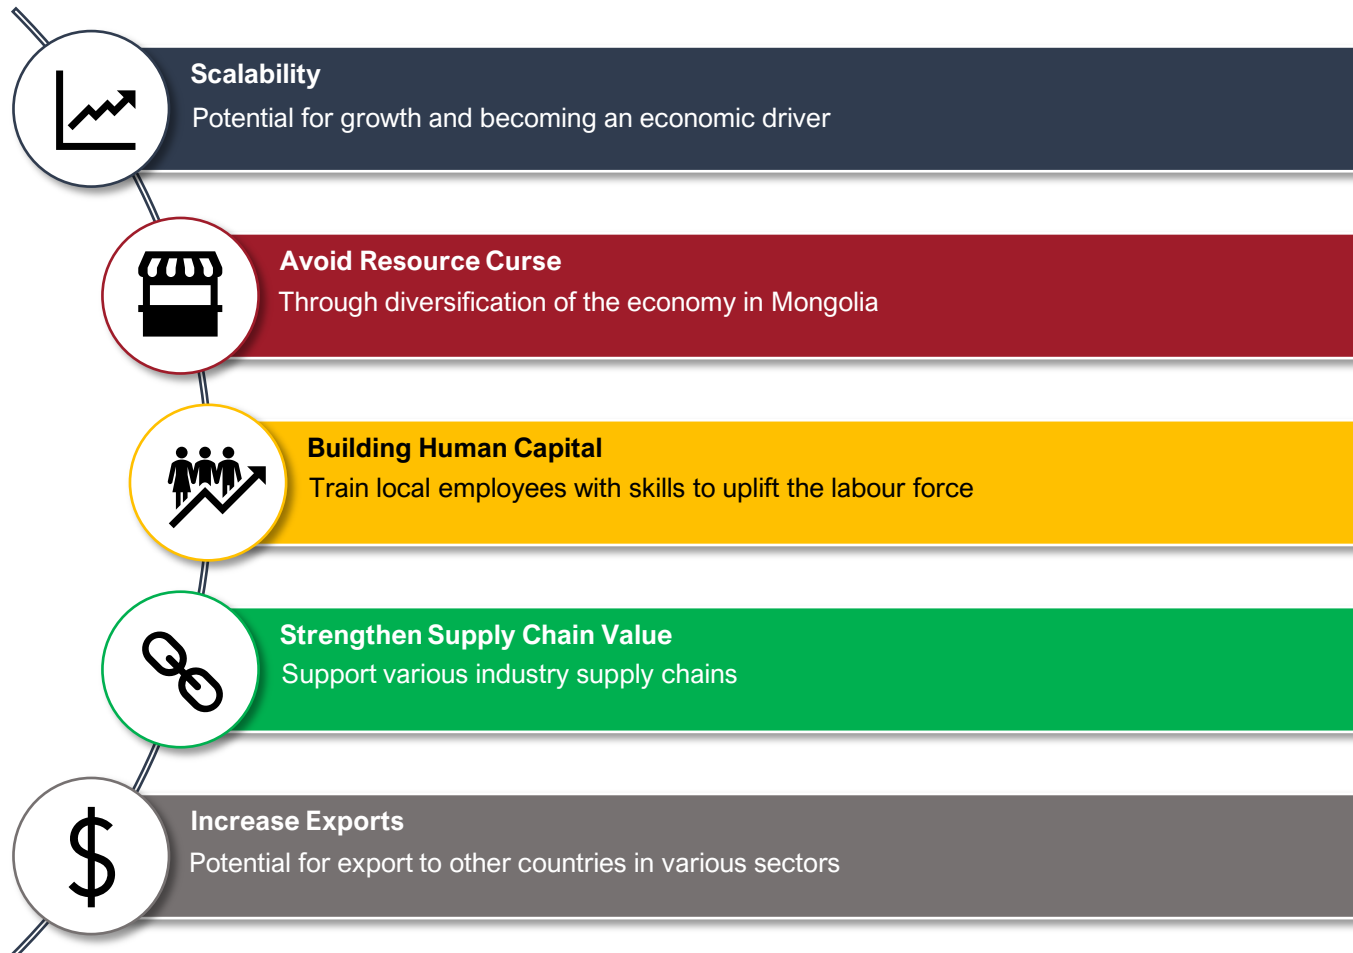 Scalability
Potential for growth and becoming an economic driver
Avoid Resource Curse
Through diversification of the economy in Mongolia
Building Human Capital
Train local employees with skills to uplift the labour force
Strengthen Supply Chain Value
Support various industry supply chains
Increase Exports
Potential for export to other countries in various sectors